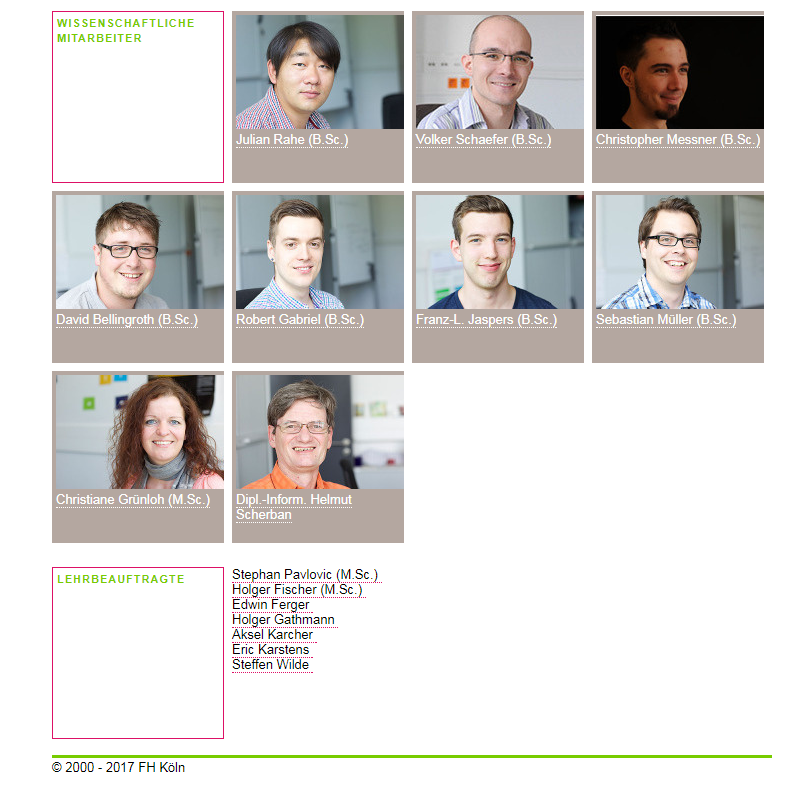 WISSENSCHAFTLICHE
MITARBEITER
Julian Rahe (B.Sc.)
Volker Schaefer (B.Sc.)
Christopher Messner (B.Sc.)
David Bellingroth (B.Sc.)
Robert Gabriel (B.Sc.)
Franz-L. Jaspers (B.Sc.)
Sebastian Müller (B.Sc.)
Christiane Grünloh (M.Sc.)
Dipl.-Inform. Helmut
Scherban
LEHRBEAUFTRAGTE
Stephan Pavlovic (M.Sc.)
Holger Fischer (M.Sc.)
Edwin Ferger
Holger Gathmann
Aksel Karcher
Eric Karstens
Steffen Wilde
© 2000 - 2017 FH Köln